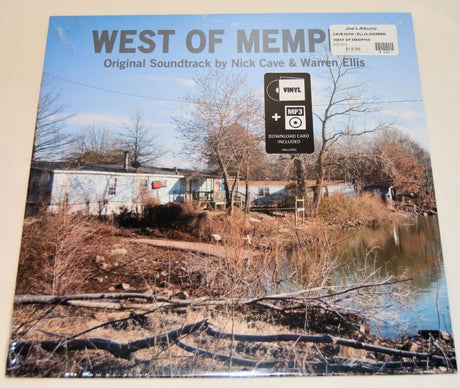 WEST OF MEMP
Original Soundtrack by Nick Cave & Warren Ellis
Joe's Albums
CAVE,NICK / ELLIS,WARREN
WEST OF MEMPHIS
$19.96
VINYL
+
MP3
DOWNLOAD CARD
INCLUDED